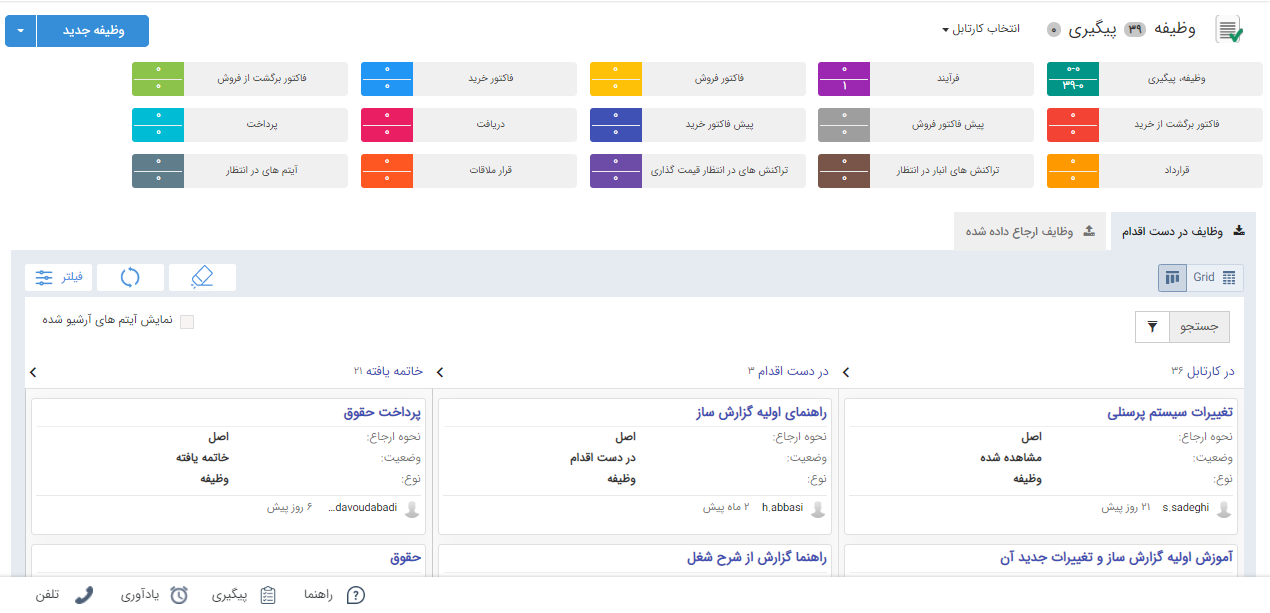 وظیفه ۳۹ پیگیری ۰ انتخاب کارتابل وظیفه جدید
وظیفه، پیگیری ۰-۰ ۳۹-۰ فرآیند ۰ ۱ فاکتور فروش ۰ ۰ فاکتور خرید ۰ ۰ فاکتور برگشت از فروش ۰ ۰
فاکتور برگشت از خرید ۰ ۰ پیش فاکتور فروش ۰ ۰ پیش فاکتور خرید ۰ ۰ دریافت ۰ ۰ پرداخت ۰ ۰
قرارداد ۰ ۰ تراکنش های انبار در انتظار ۰ ۰ تراکنش های در انتظار قیمت گذاری ۰ ۰ قرار ملاقات ۰ ۰ آیتم های در انتظار ۰ ۰
وظایف در دست اقدام وظایف ارجاع داده شده
Grid فیلتر
جستجو نمایش آیتم های آرشیو شده
در کارتابل ۳۶ در دست اقدام ۳ خاتمه یافته ۲۱
تغییرات سیستم پرسنلی راهنمای اولیه گزارش ساز پرداخت حقوق
نحوه ارجاع: اصل نحوه ارجاع: اصل نحوه ارجاع: اصل
وضعیت: مشاهده شده وضعیت: در دست اقدام وضعیت: خاتمه یافته
نوع: وظیفه نوع: وظیفه نوع: وظیفه
s.sadeghi ۲۱ روز پیش h.abbasi ۲ ماه پیش davoudabadi... ۶ روز پیش
آموزش اولیه گزارش ساز و تغییرات جدید آن راهنما گزارش از شرح شغل حقوق
راهنما پیگیری یادآوری تلفن